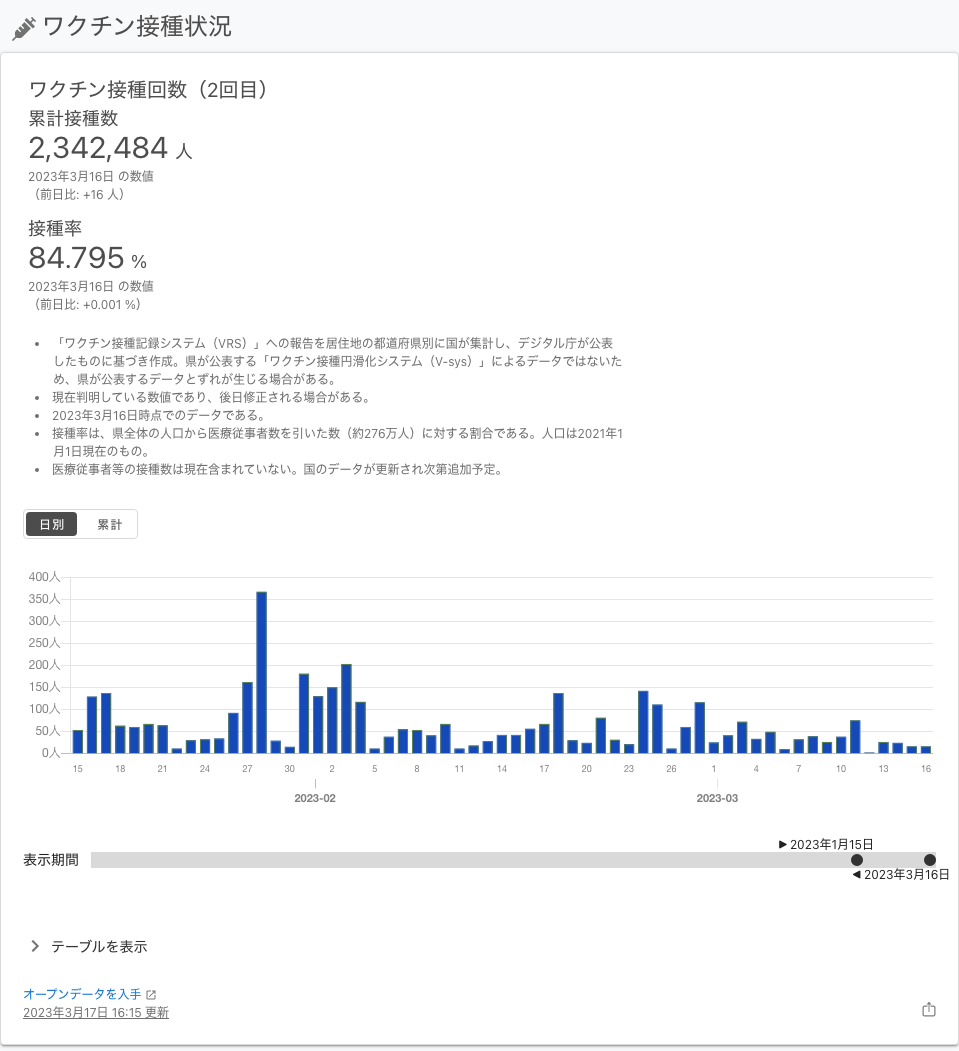 ワクチン接種状況
ワクチン接種回数（2回目）
累計接種数
2,342,484 人
2023年3月16日 の数値
（前日比: +16 人）
接種率
84.795 %
2023年3月16日 の数値
（前日比: +0.001 %）
• 「ワクチン接種記録システム（VRS）」への報告を居住地の都道府県別に国が集計し、デジタル庁が公表
したものに基づき作成。県が公表する「ワクチン接種円滑化システム（V-sys）」によるデータではないた
め、県が公表するデータとずれが生じる場合がある。
• 現在判明している数値であり、後日修正される場合がある。
• 2023年3月16日時点でのデータである。
• 接種率は、県全体の人口から医療従事者数を引いた数（約276万人）に対する割合である。人口は2021年1
月1日現在のもの。
• 医療従事者等の接種数は現在含まれていない。国のデータが更新され次第追加予定。
日別 累計
400人
350人
300人
250人
200人
150人
100人
50人
0人
15 18 21 24 27 30 2 5 8 11 14 17 20 23 26 1 4 7 10 13 16
2023-02 2023-03
▶ 2023年1月15日
表示期間
◀ 2023年3月16日
テーブルを表示
オープンデータを入手
2023年3月17日 16:15 更新